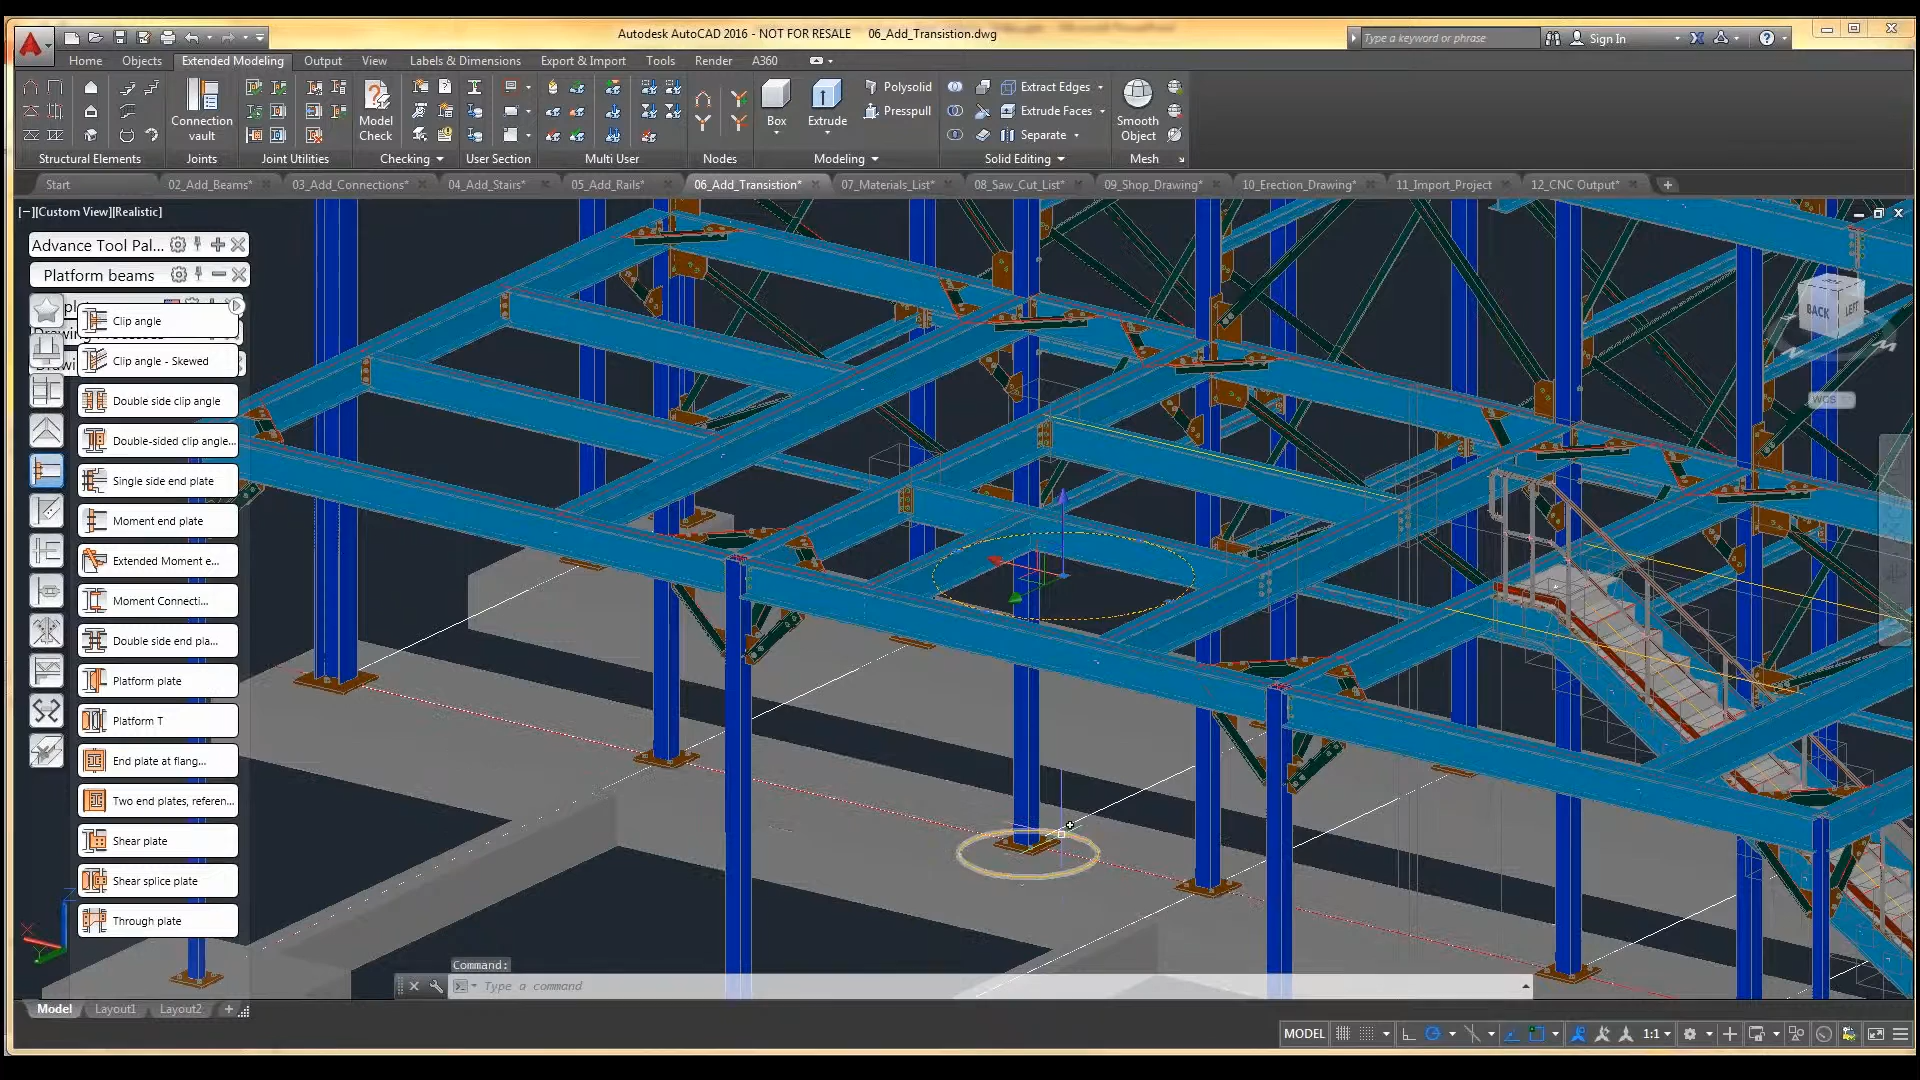 Autodesk AutoCAD 2016 - NOT FOR RESALE 06_Add_Transistion.dwg
Type a keyword or phrase
Sign In
Home Objects Extended Modeling Output View Labels & Dimensions Export & Import Tools Render A360
Connection vault
Model Check
Box
Extrude
Polysolid
Presspull
Extract Edges
Extrude Faces
Separate
Smooth Object
Structural Elements Joints Joint Utilities Checking User Section Multi User Nodes Modeling Solid Editing Mesh
Start 02_Add_Beams* 03_Add_Connections* 04_Add_Stairs* 05_Add_Rails* 06_Add_Transistion* 07_Materials_List* 08_Saw_Cut_List* 09_Shop_Drawing* 10_Erection_Drawing* 11_Import_Project 12_CNC Output*
[−][Custom View][Realistic]
Advance Tool Pal...
Platform beams
Clip angle
Clip angle - Skewed
Double side clip angle
Double-sided clip angle...
Single side end plate
Moment end plate
Extended Moment e...
Moment Connecti...
Double side end pla...
Platform plate
Platform T
End plate at flang...
Two end plates, referen...
Shear plate
Shear splice plate
Through plate
BACK LEFT
WCS
X Y Z
Command:
Type a command
Model Layout1 Layout2 +
MODEL 1:1